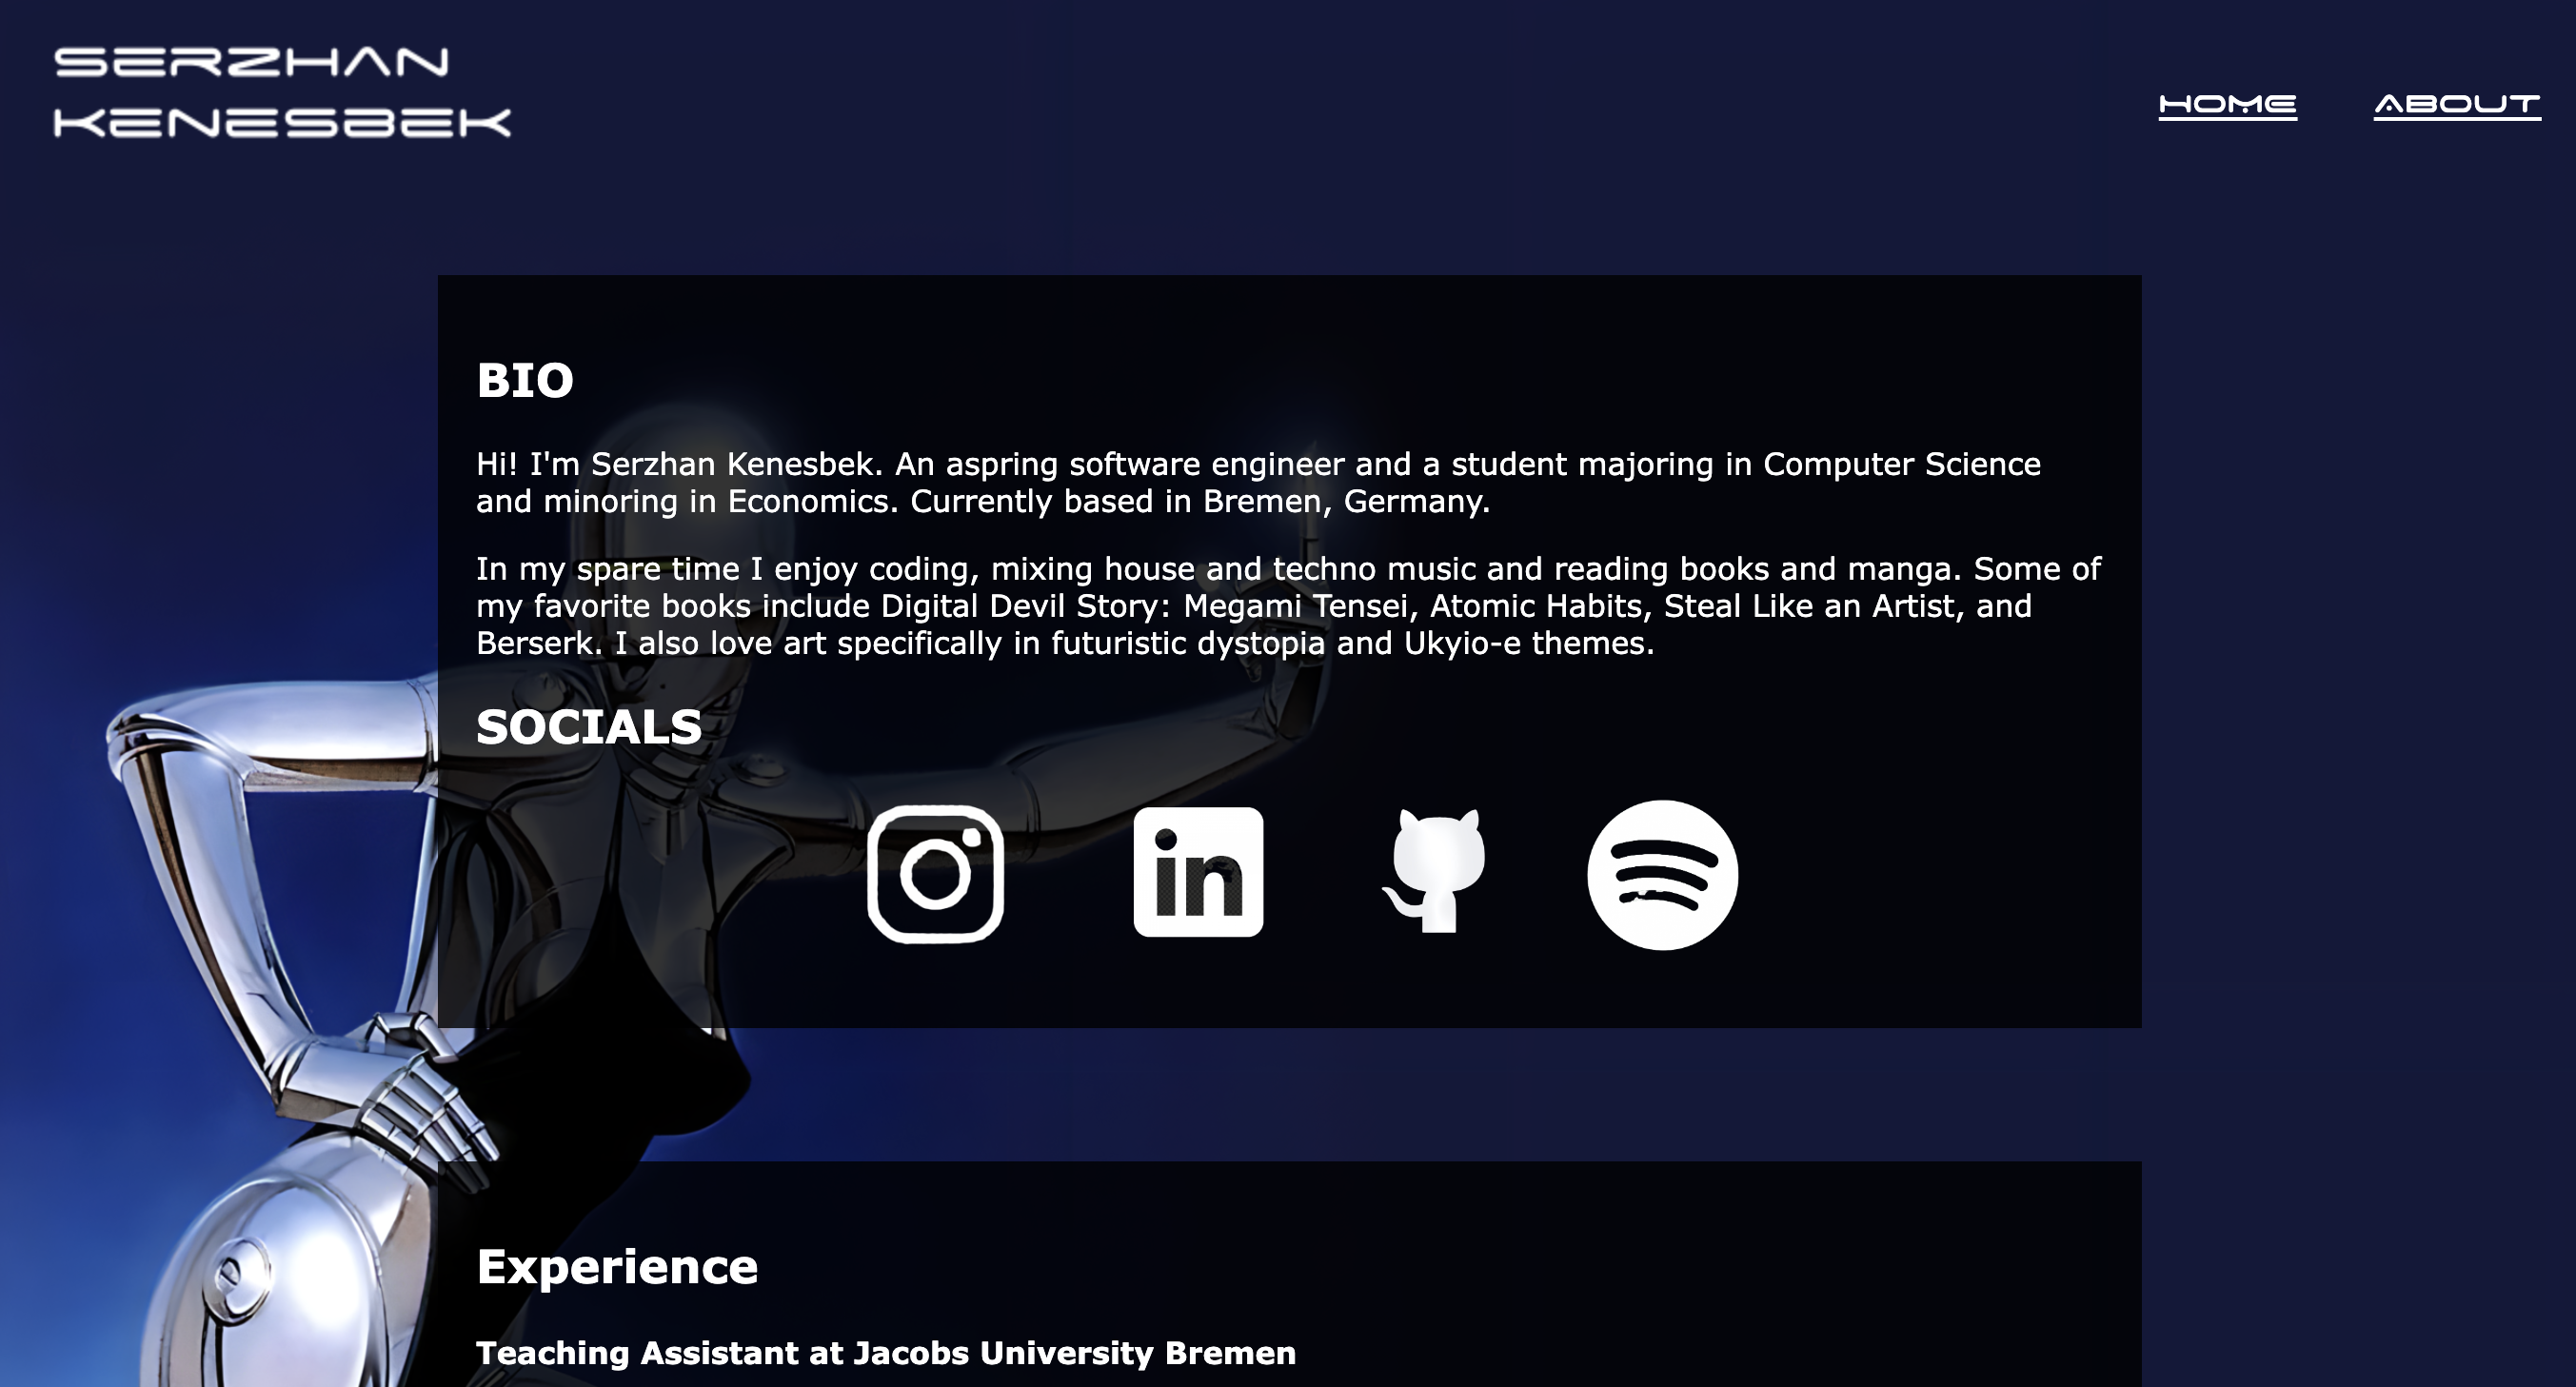 SERZHAN
KENESBEK
HOME
ABOUT
BIO
Hi! I'm Serzhan Kenesbek. An aspring software engineer and a student majoring in Computer Science
and minoring in Economics. Currently based in Bremen, Germany.
In my spare time I enjoy coding, mixing house and techno music and reading books and manga. Some of
my favorite books include Digital Devil Story: Megami Tensei, Atomic Habits, Steal Like an Artist, and
Berserk. I also love art specifically in futuristic dystopia and Ukyio-e themes.
SOCIALS
in
Experience
Teaching Assistant at Jacobs University Bremen